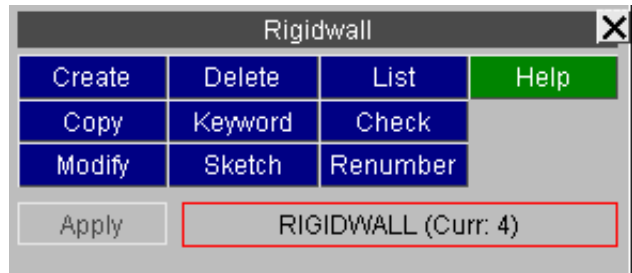 Rigidwall X
Create Delete List Help
Copy Keyword Check
Modify Sketch Renumber
Apply RIGIDWALL (Curr: 4)